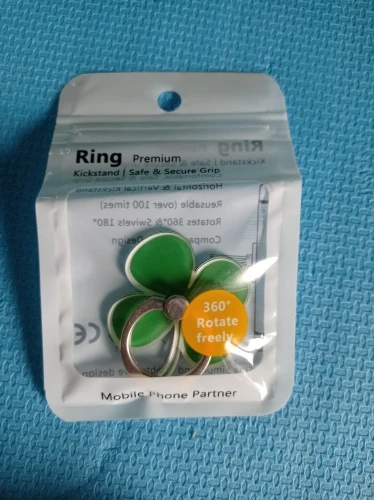 Ring Premium
Kickstand | Safe & Secure Grip
Horizontal & Vertical Kickstand
Reusable (over 100 times)
Rotates 360° & Swivels 180°
Design
360°
Rotate
freely
Mobile Phone Partner